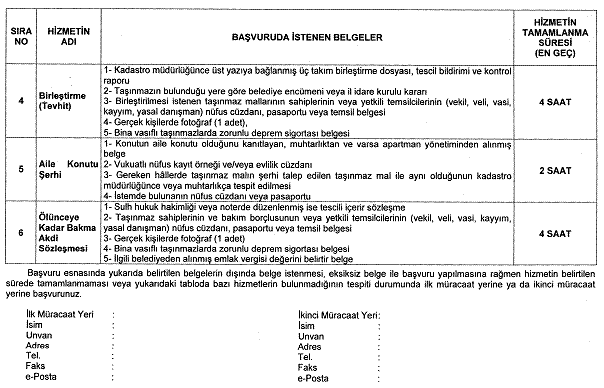 SIRA NO
HİZMETİN ADI
BAŞVURUDA İSTENEN BELGELER
HİZMETİN TAMAMLANMA SÜRESİ (EN GEÇ)
4
Birleştirme (Tevhit)
1- Kadastro müdürlüğünce üst yazıya bağlanmış üç takım birleştirme dosyası, tescil bildirimi ve kontrol
raporu
2- Taşınmazın bulunduğu yere göre belediye encümeni veya il idare kurulu kararı
3- Birleştirilmesi istenen taşınmaz mallarının sahiplerinin veya yetkili temsilcilerinin (vekil, veli, vasi,
kayyım, yasal danışman) nüfus cüzdanı, pasaportu veya temsil belgesi
4- Gerçek kişilerde fotoğraf (1 adet),
5- Bina vasıflı taşınmazlarda zorunlu deprem sigortası belgesi
4 SAAT
5
Aile Konutu Şerhi
1- Konutun aile konutu olduğunu kanıtlayan, muhtarlıktan ve varsa apartman yönetiminden alınmış
belge
2- Vukuatlı nüfus kayıt örneği ve/veya evlilik cüzdanı
3- Gereken hâllerde taşınmaz malın şerhi talep edilen taşınmaz mal ile aynı olduğunun kadastro
müdürlüğünce veya muhtarlıkça tespit edilmesi
4- İstemde bulunanın nüfus cüzdanı veya pasaportu
2 SAAT
6
Ölünceye Kadar Bakma Akdi Sözleşmesi
1- Sulh hukuk hakimliği veya noterde düzenlenmiş ise tescili içerir sözleşme
2- Taşınmaz sahiplerinin ve bakım borçlusunun veya yetkili temsilcilerinin (vekil, veli, vasi, kayyım,
yasal danışman) nüfus cüzdanı, pasaportu veya temsil belgesi
3- Gerçek kişilerde fotoğraf (1 adet)
4- Bina vasıflı taşınmazlarda zorunlu deprem sigortası belgesi
5- İlgili belediyeden alınmış emlak vergisi değerini belirtir belge
4 SAAT
Başvuru esnasında yukarıda belirtilen belgelerin dışında belge istenmesi, eksiksiz belge ile başvuru yapılmasına rağmen hizmetin belirtilen
sürede tamamlanmaması veya yukarıdaki tabloda bazı hizmetlerin bulunmadığının tespiti durumunda ilk müracaat yerine ya da ikinci müracaat
yerine başvurunuz.
İlk Müracaat Yeri :
İsim :
Unvan :
Adres :
Tel. :
Faks :
e-Posta :
İkinci Müracaat Yeri:
İsim :
Unvan :
Adres :
Tel. :
Faks :
e-Posta :